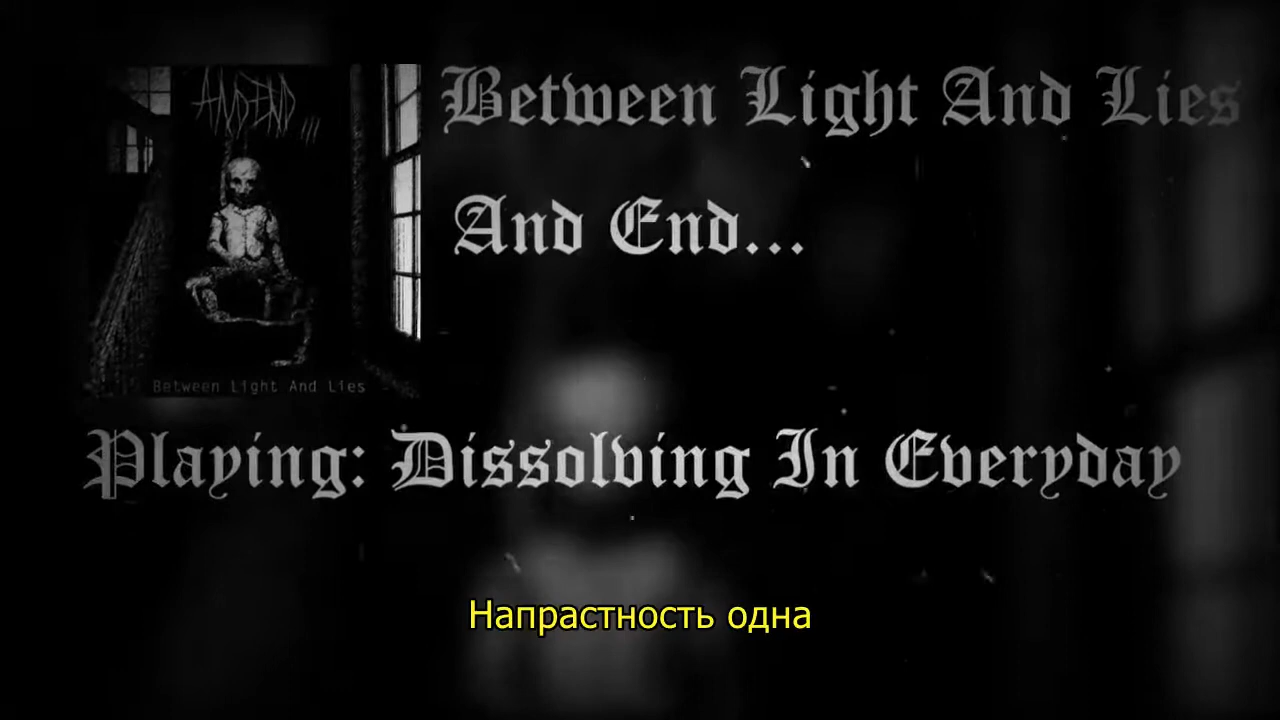 AND END...
Between Light And Lies
Between Light And Lies
And End...
Playing: Dissolving In Everyday
Напрастность одна